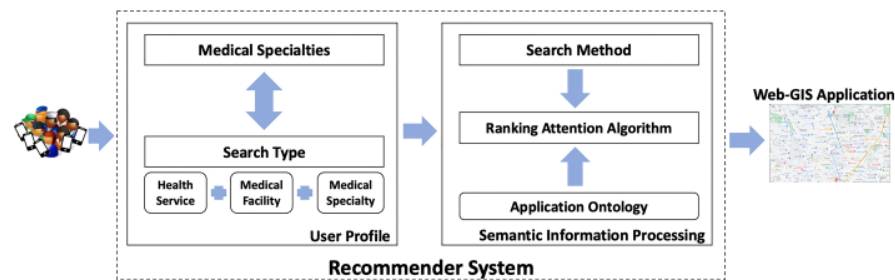 Medical Specialties
Search Type
Health
Service
Medical
Facility
Medical
Specialty
User Profile
Search Method
Ranking Attention Algorithm
Application Ontology
Semantic Information Processing
Recommender System
Web-GIS Application